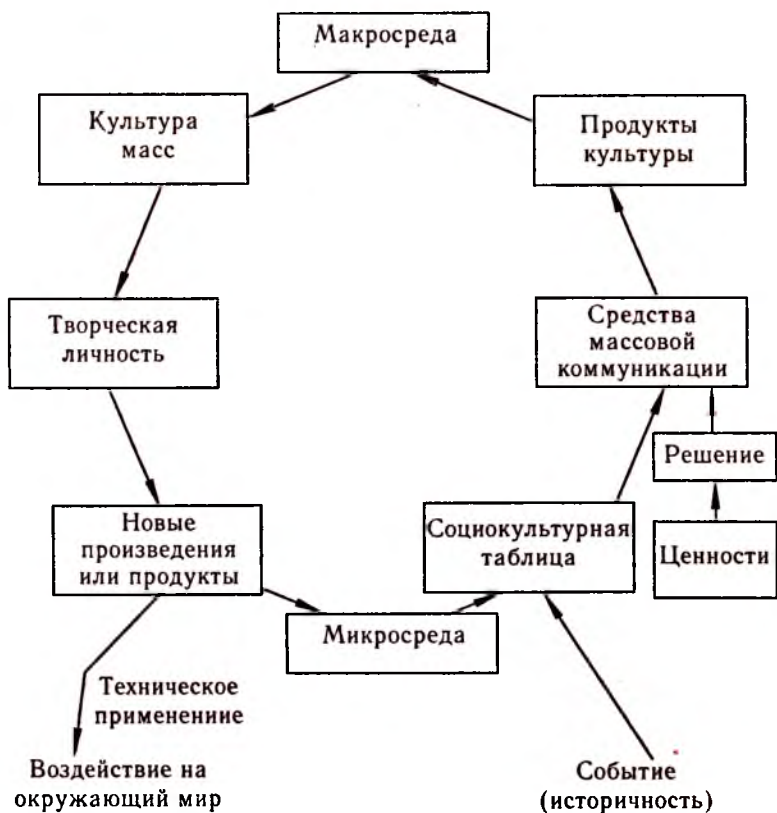 Макросреда
Культура
масс
Продукты
культуры
Творческая
личность
Средства
массовой
коммуникации
Решение
Новые
произведения
или продукты
Социокультурная
таблица
Ценности
Микросреда
Техническое
применениие
Воздействие на
окружающий мир
Событие
(историчность)